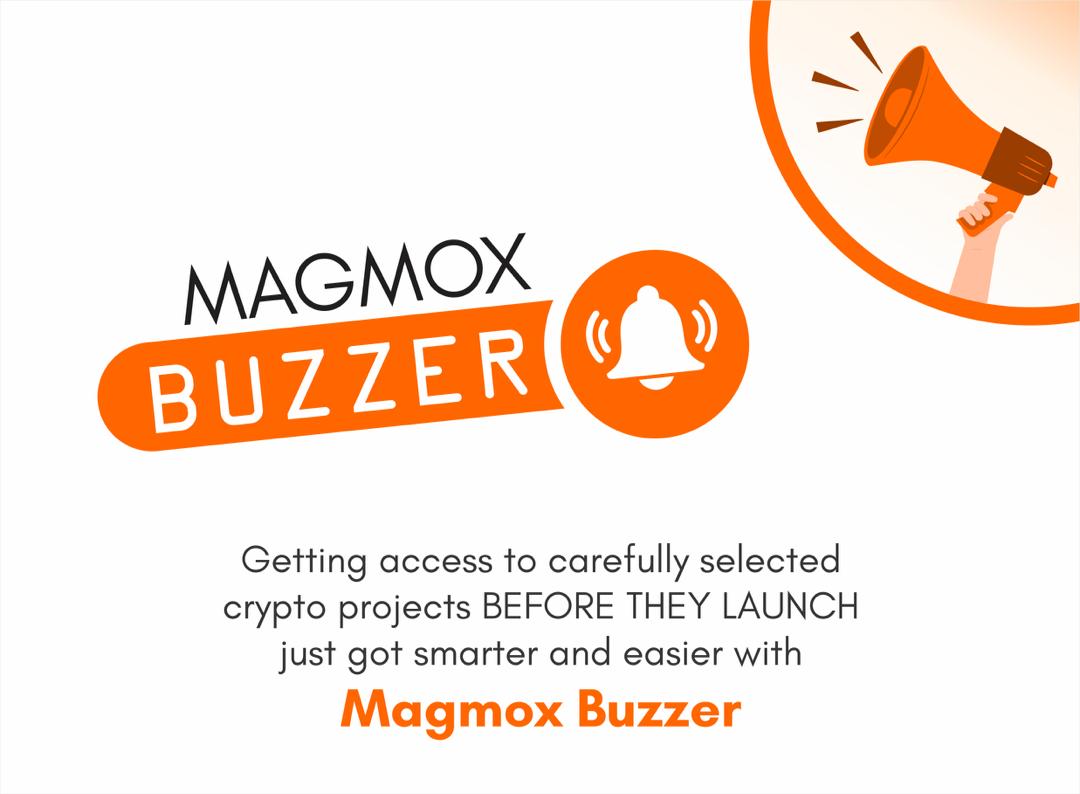 MAGMOX
BUZZER
Getting access to carefully selected
crypto projects BEFORE THEY LAUNCH
just got smarter and easier with
Magmox Buzzer